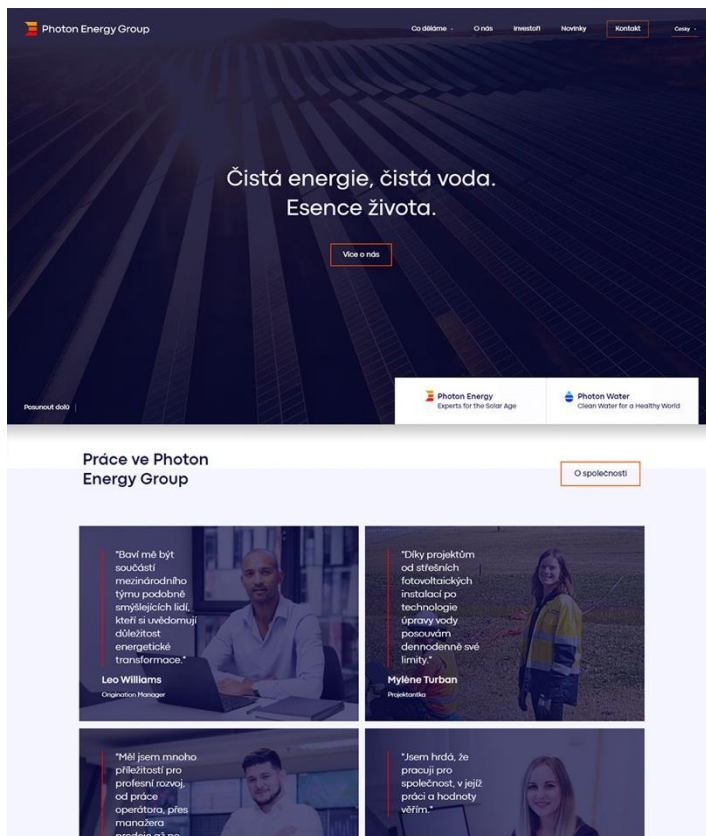 Photon Energy Group
Co děláme
O nás
Investoři
Novinky
Kontakt
Česky
Čistá energie, čistá voda.
Esence života.
Více o nás
Posunout dolů
Photon Energy
Experts for the Solar Age
Photon Water
Clean Water for a Healthy World
Práce ve Photon
Energy Group
O společnosti
"Baví mě být
součástí
mezinárodního
týmu podobně
smýšlejících lidí,
kteří si uvědomují
důležitost
energetické
transformace."
Leo Williams
Origination Manager
"Díky projektům
od střešních
fotovoltaických
instalací po
technologie
úpravy vody
posouvám
dennodenně své
limity."
Mylène Turban
Projektantka
"Měl jsem mnoho
příležitostí pro
profesní rozvoj,
od práce
operátora, přes
manažera
prodeje až po
"Jsem hrdá, že
pracuji pro
společnost, v jejíž
práci a hodnoty
věřím."